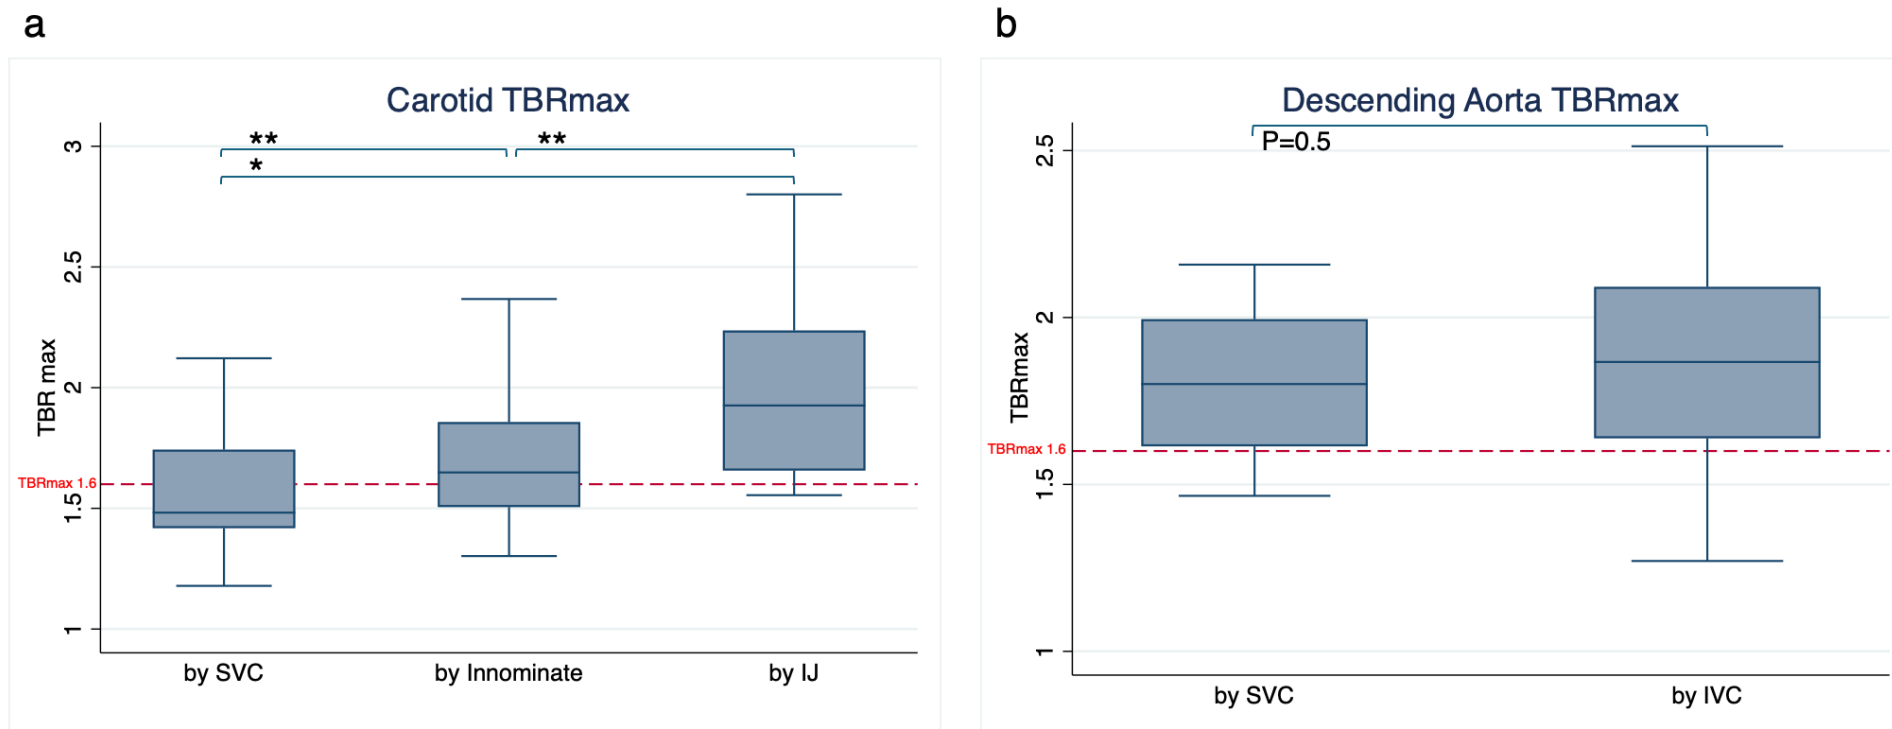 a
Carotid TBRmax
**
**
*
3
2.5
2
1.5
1
TBR max
TBRmax 1.6
by SVC
by Innominate
by IJ
b
Descending Aorta TBRmax
P=0.5
2.5
2
1.5
1
TBRmax
TBRmax 1.6
by SVC
by IVC